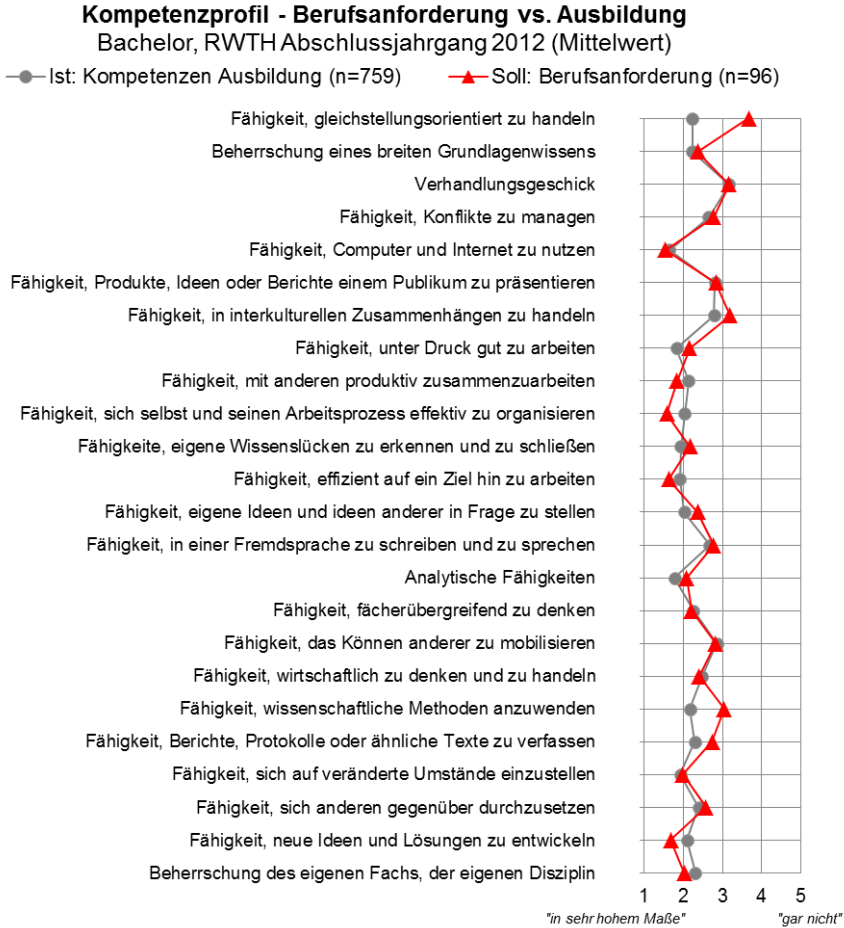 Kompetenzprofil - Berufsanforderung vs. Ausbildung
Bachelor, RWTH Abschlussjahrgang 2012 (Mittelwert)
Ist: Kompetenzen Ausbildung (n=759) Soll: Berufsanforderung (n=96)
Fähigkeit, gleichstellungsorientiert zu handeln
Beherrschung eines breiten Grundlagenwissens
Verhandlungsgeschick
Fähigkeit, Konflikte zu managen
Fähigkeit, Computer und Internet zu nutzen
Fähigkeit, Produkte, Ideen oder Berichte einem Publikum zu präsentieren
Fähigkeit, in interkulturellen Zusammenhängen zu handeln
Fähigkeit, unter Druck gut zu arbeiten
Fähigkeit, mit anderen produktiv zusammenzuarbeiten
Fähigkeit, sich selbst und seinen Arbeitsprozess effektiv zu organisieren
Fähigkeite, eigene Wissenslücken zu erkennen und zu schließen
Fähigkeit, effizient auf ein Ziel hin zu arbeiten
Fähigkeit, eigene Ideen und ideen anderer in Frage zu stellen
Fähigkeit, in einer Fremdsprache zu schreiben und zu sprechen
Analytische Fähigkeiten
Fähigkeit, fächerübergreifend zu denken
Fähigkeit, das Können anderer zu mobilisieren
Fähigkeit, wirtschaftlich zu denken und zu handeln
Fähigkeit, wissenschaftliche Methoden anzuwenden
Fähigkeit, Berichte, Protokolle oder ähnliche Texte zu verfassen
Fähigkeit, sich auf veränderte Umstände einzustellen
Fähigkeit, sich anderen gegenüber durchzusetzen
Fähigkeit, neue Ideen und Lösungen zu entwickeln
Beherrschung des eigenen Fachs, der eigenen Disziplin
1 2 3 4 5
"in sehr hohem Maße" "gar nicht"